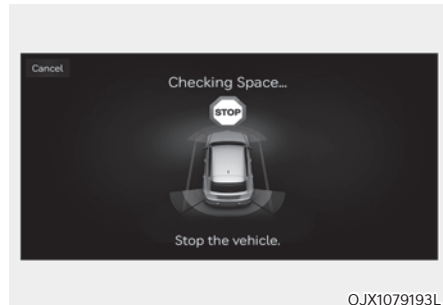 Cancel
Checking Space...
STOP
Stop the vehicle.
OJX1079193L